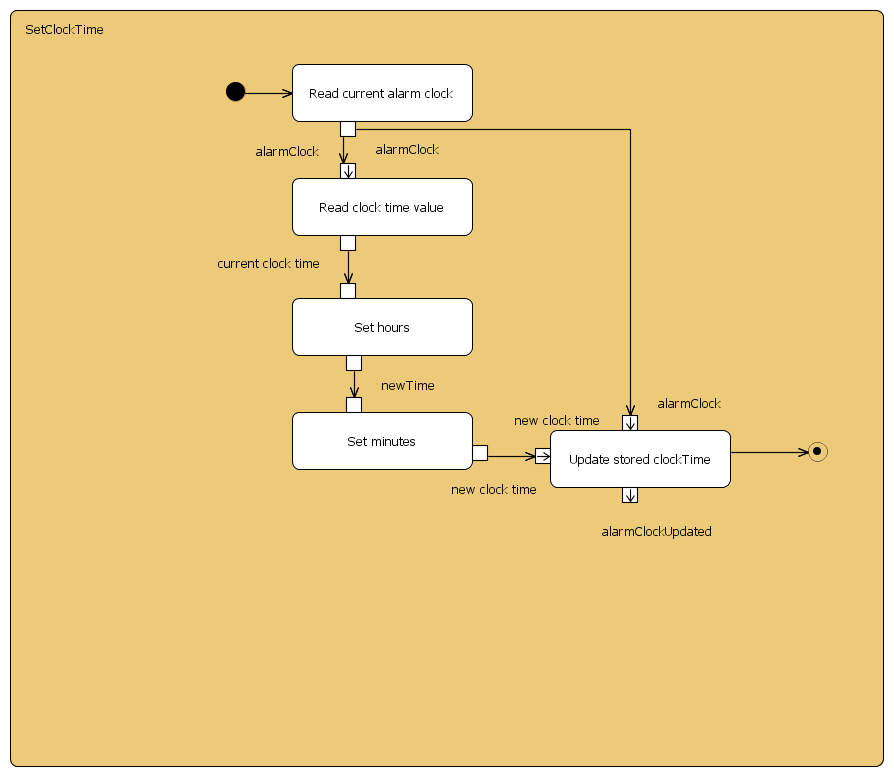 SetClockTime
Read current alarm clock
alarmClock
alarmClock
Read clock time value
current clock time
Set hours
newTime
alarmClock
new clock time
Set minutes
Update stored clockTime
new clock time
alarmClockUpdated